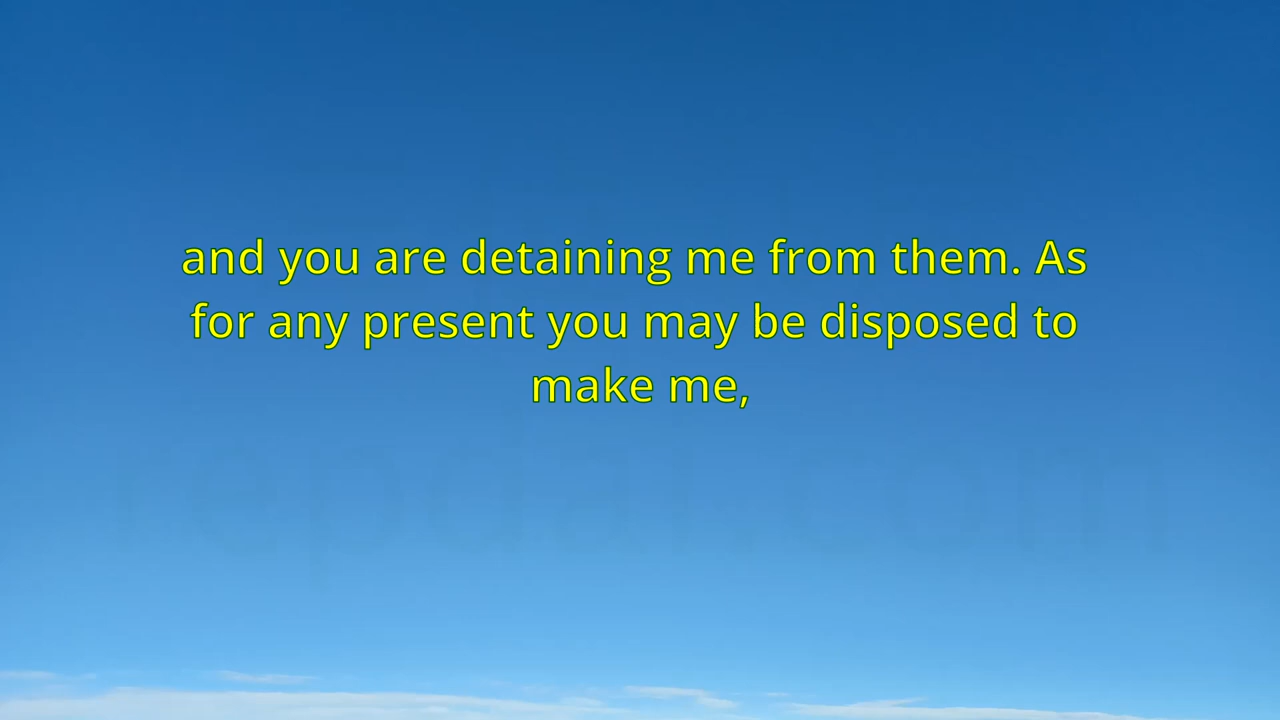 and you are detaining me from them. As
for any present you may be disposed to
make me,